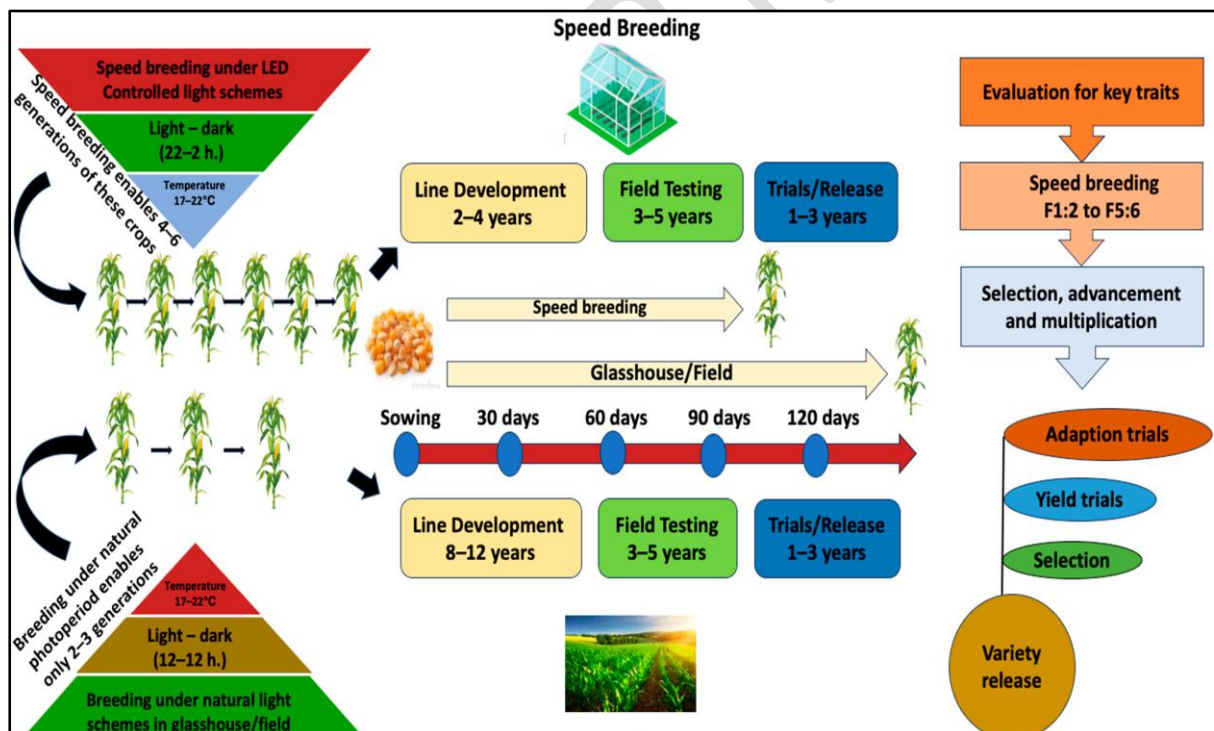 Speed Breeding
Speed breeding under LED
Controlled light schemes
Light – dark
(22–2 h.)
Temperature
17–22°C
Speed breeding enables 4–6
generations of these crops
Line Development
2–4 years
Field Testing
3–5 years
Trials/Release
1–3 years
Speed breeding
Glasshouse/Field
Sowing
30 days
60 days
90 days
120 days
Line Development
8–12 years
Field Testing
3–5 years
Trials/Release
1–3 years
Breeding under natural
photoperiod enables
only 2–3 generations
Temperature
17–22°C
Light – dark
(12–12 h.)
Breeding under natural light
schemes in glasshouse/field
Evaluation for key traits
Speed breeding
F1:2 to F5:6
Selection, advancement
and multiplication
Adaption trials
Yield trials
Selection
Variety
release